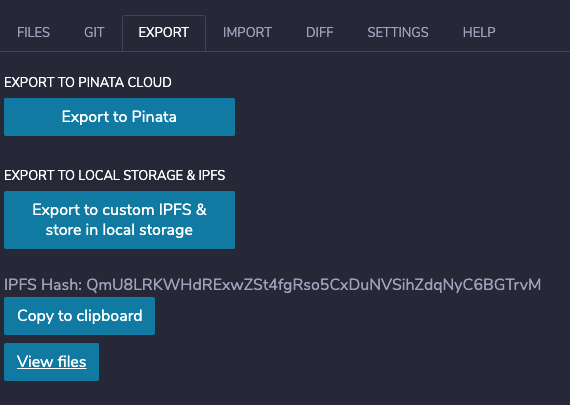 FILES GIT EXPORT IMPORT DIFF SETTINGS HELP
EXPORT TO PINATA CLOUD
Export to Pinata
EXPORT TO LOCAL STORAGE & IPFS
Export to custom IPFS &
store in local storage
IPFS Hash: QmU8LRKWHdRExwZSt4fgRso5CxDuNVSihZdqNyC6BGTrvM
Copy to clipboard
View files